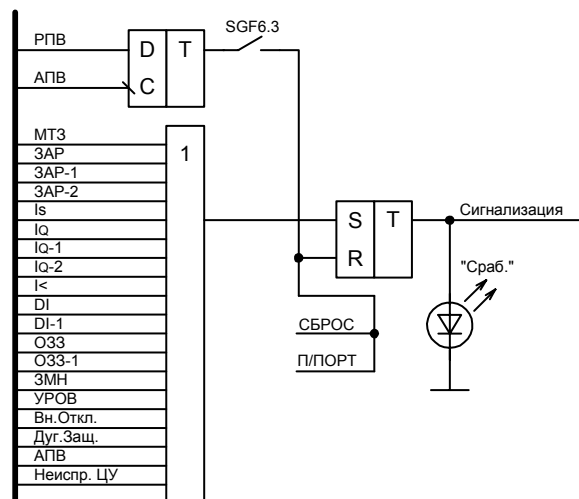 SGF6.3
РПВ
D T
АПВ
C
МТЗ
1
ЗАР
ЗАР-1
ЗАР-2
Is
IQ
IQ-1
IQ-2
I<
DI
DI-1
ОЗЗ
ОЗЗ-1
ЗМН
УРОВ
Вн.Откл.
Дуг.Защ.
АПВ
Неиспр. ЦУ
S T
R
Сигнализация
"Сраб."
СБРОС
П/ПОРТ